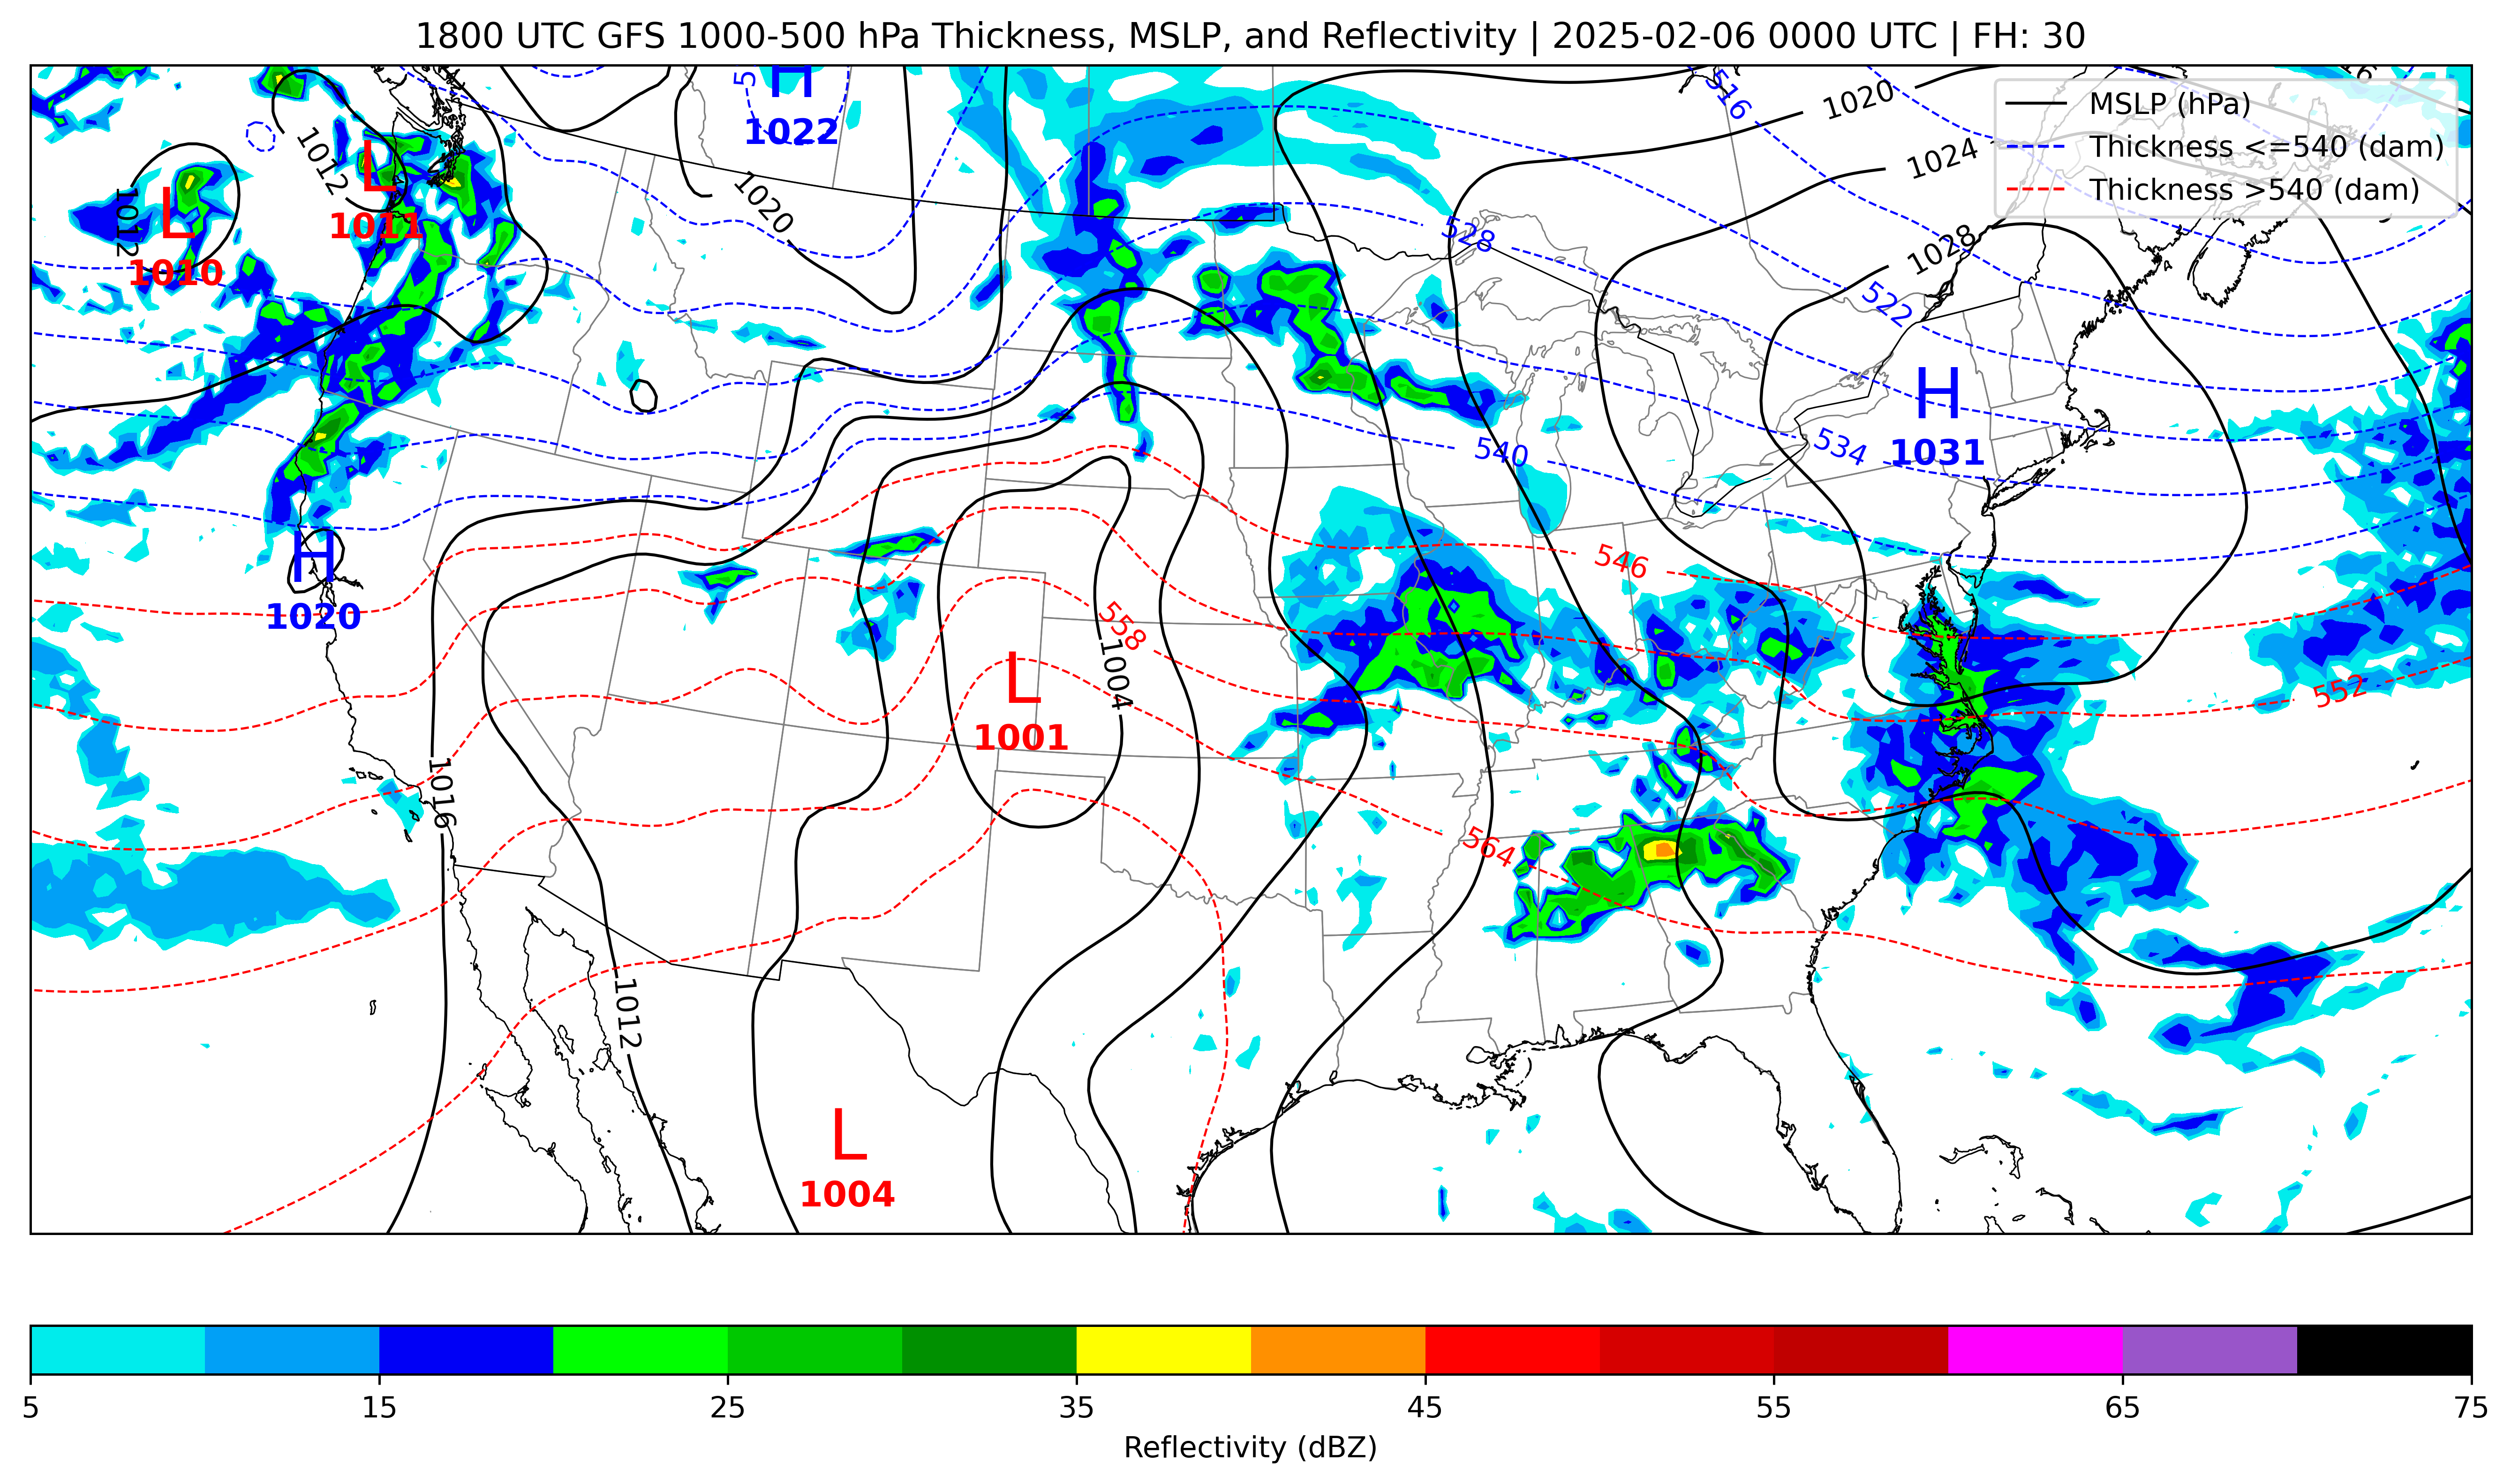 1800 UTC GFS 1000-500 hPa Thickness, MSLP, and Reflectivity | 2025-02-06 0000 UTC | FH: 30
MSLP (hPa)
Thickness <=540 (dam)
Thickness >540 (dam)
H
1022
516
1020
1024
1012
L
1011
1012
L
1010
1020
528
1028
522
H
1031
534
540
546
H
1020
558
1004
L
1001
552
1016
564
1012
L
1004
5
15
25
35
45
55
65
75
Reflectivity (dBZ)